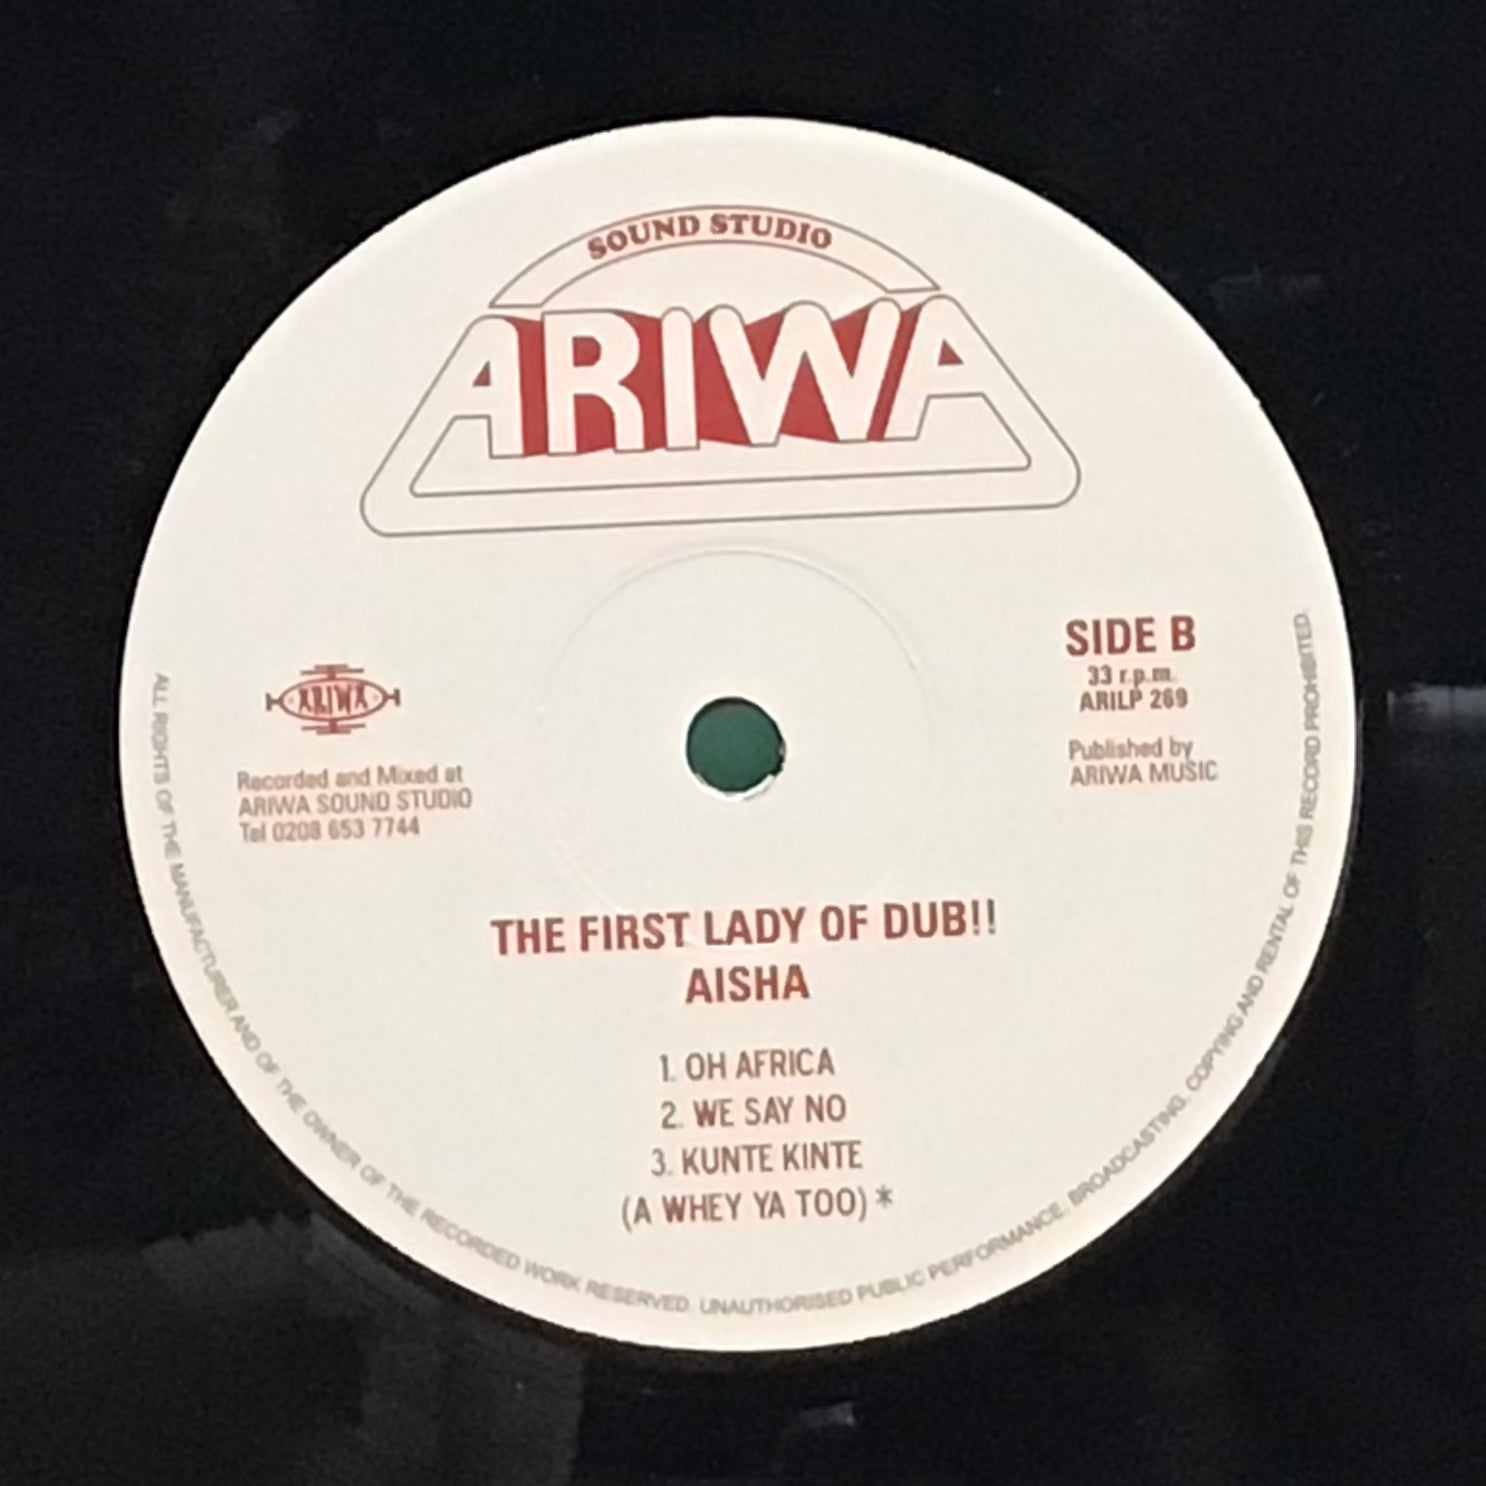 SOUND STUDIO
ARIWA
SIDE B
33 r.p.m.
ARILP 269
Published by
ARIWA MUSIC
ARIWA
Recorded and Mixed at
ARIWA SOUND STUDIO
Tel 0208 653 7744
THE FIRST LADY OF DUB!!
AISHA
1. OH AFRICA
2. WE SAY NO
3. KUNTE KINTE
(A WHEY YA TOO) *
ALL RIGHTS OF THE MANUFACTURER AND OF THE OWNER OF THE RECORDED WORK RESERVED. UNAUTHORISED PUBLIC PERFORMANCE. BROADCASTING. COPYING AND RENTAL OF THIS RECORD PROHIBITED.